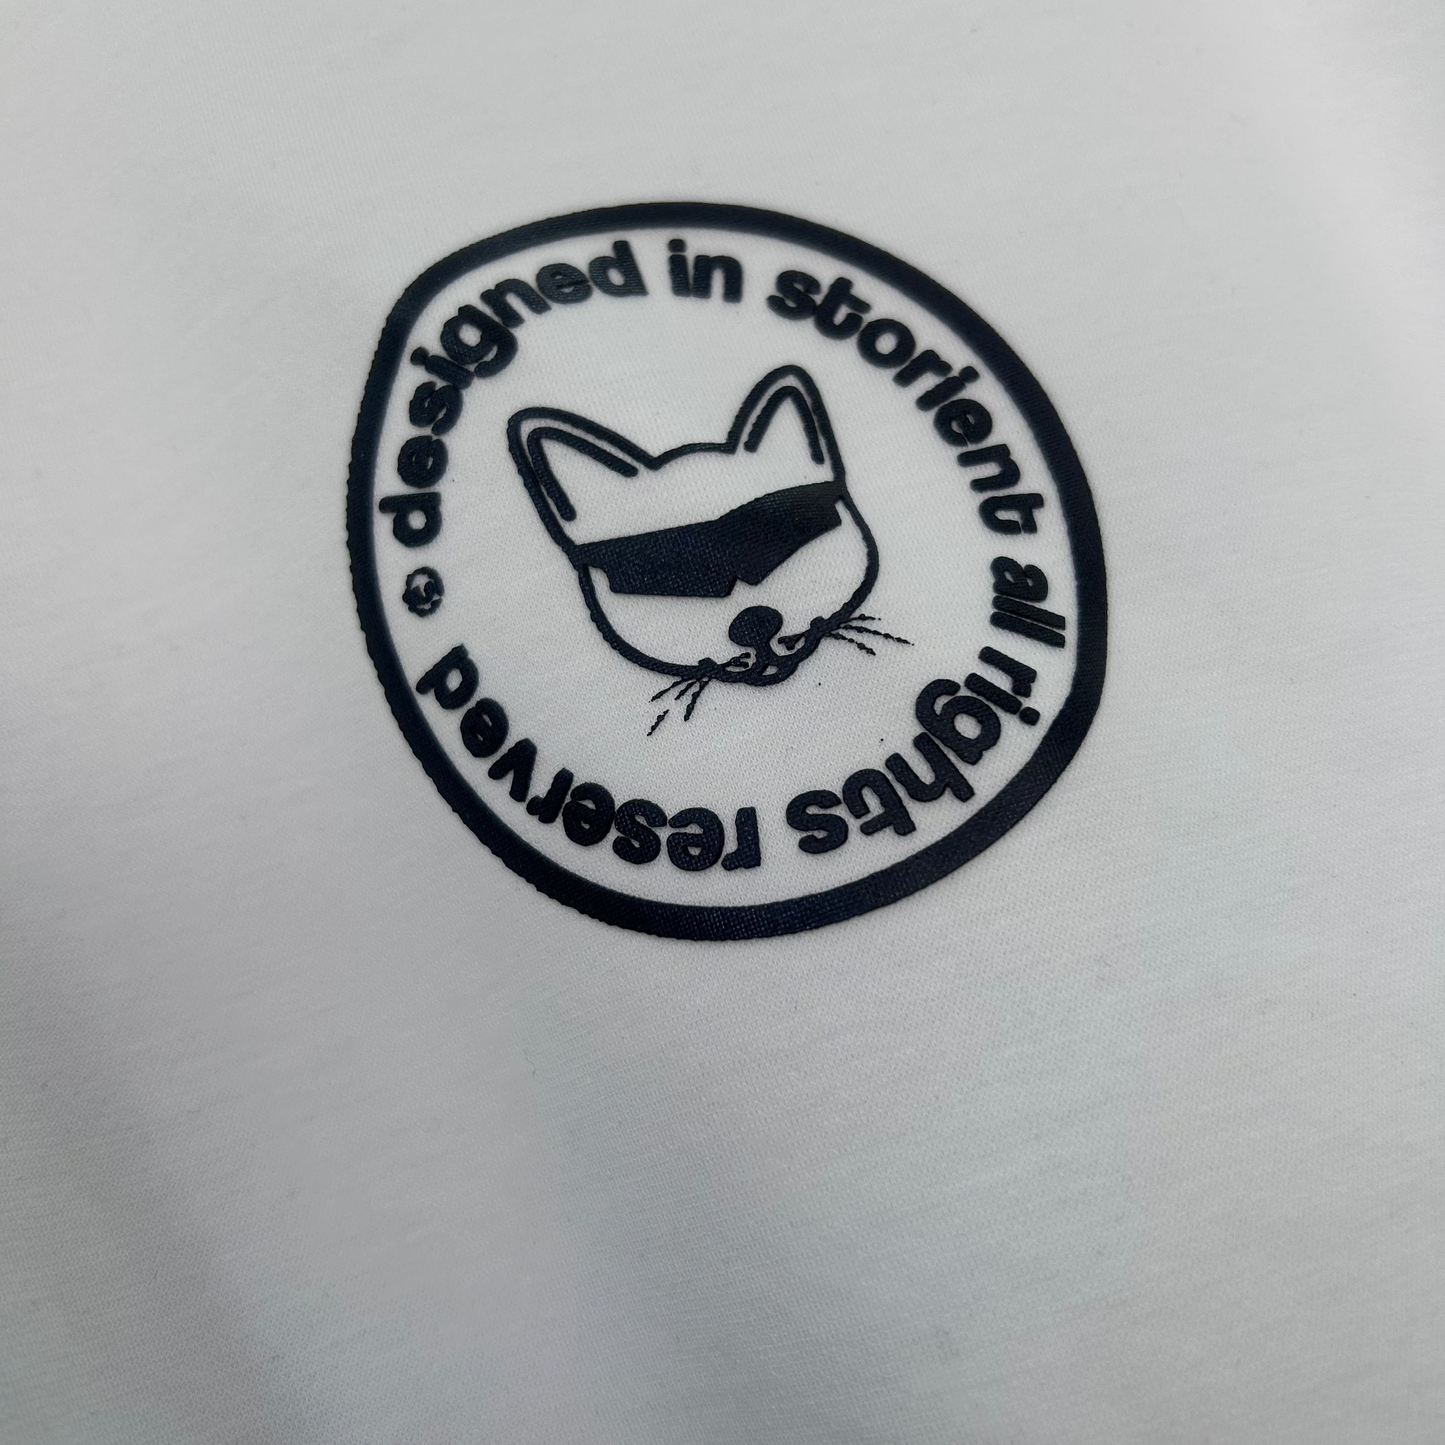 designed in storient all rights reserved ®